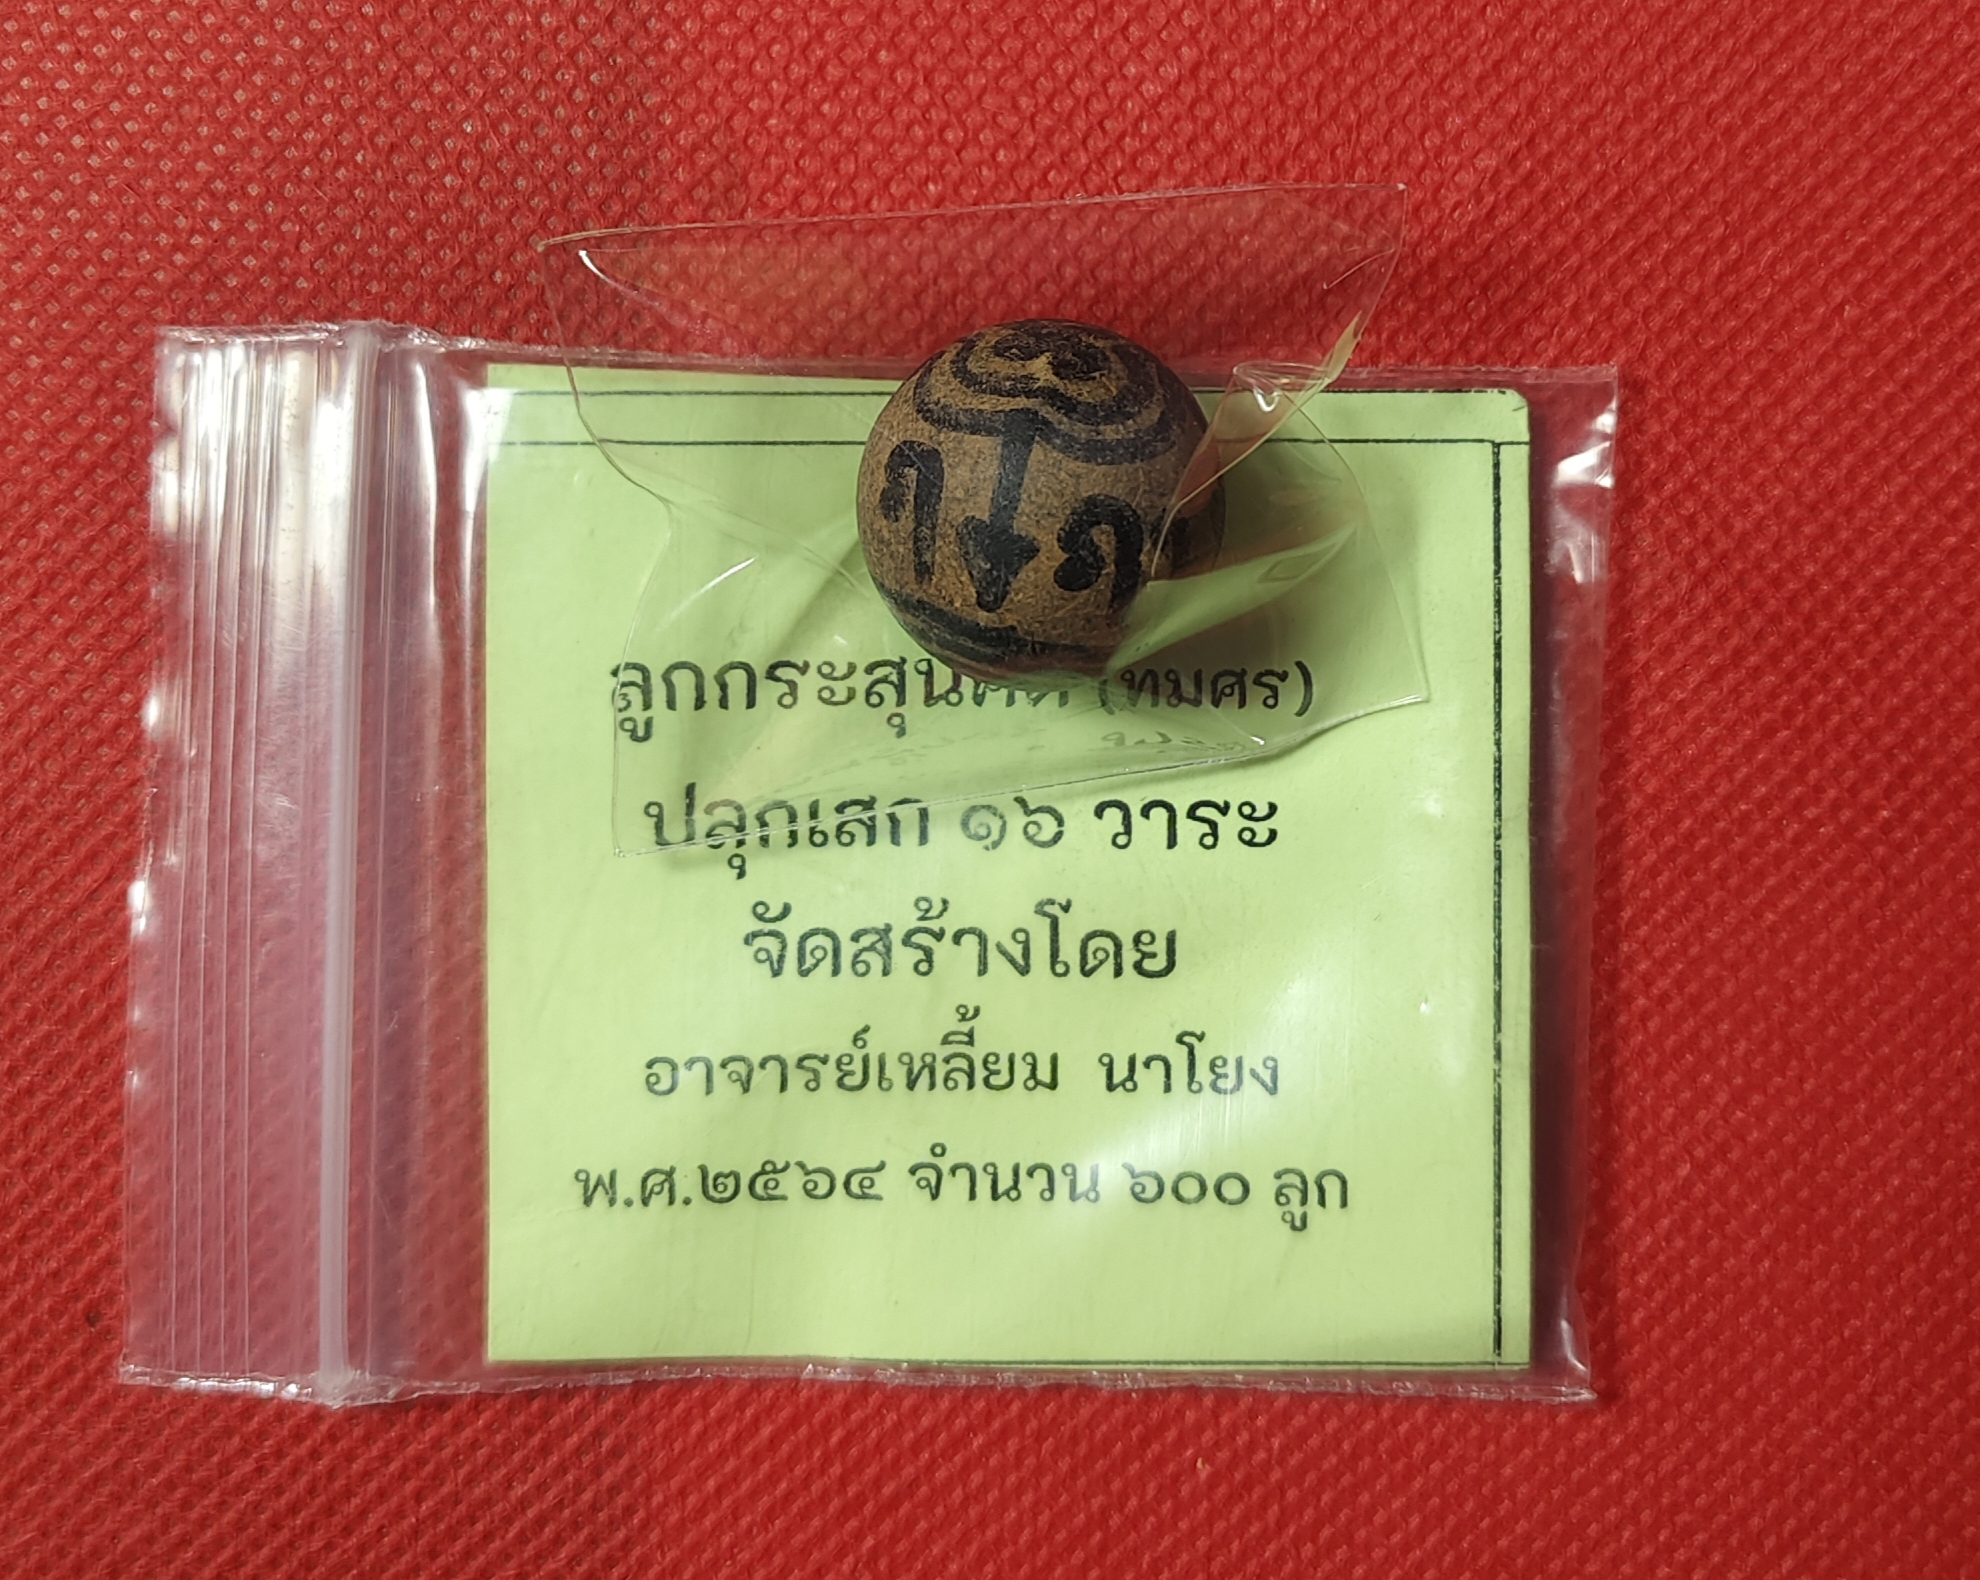 ลูกกระสุน (ทมศร)
ปลุกเสก ๑๖ วาระ
จัดสร้างโดย
อาจารย์เหลี้ยม นาโยง
พ.ศ.๒๕๖๔ จำนวน ๖๐๐ ลูก